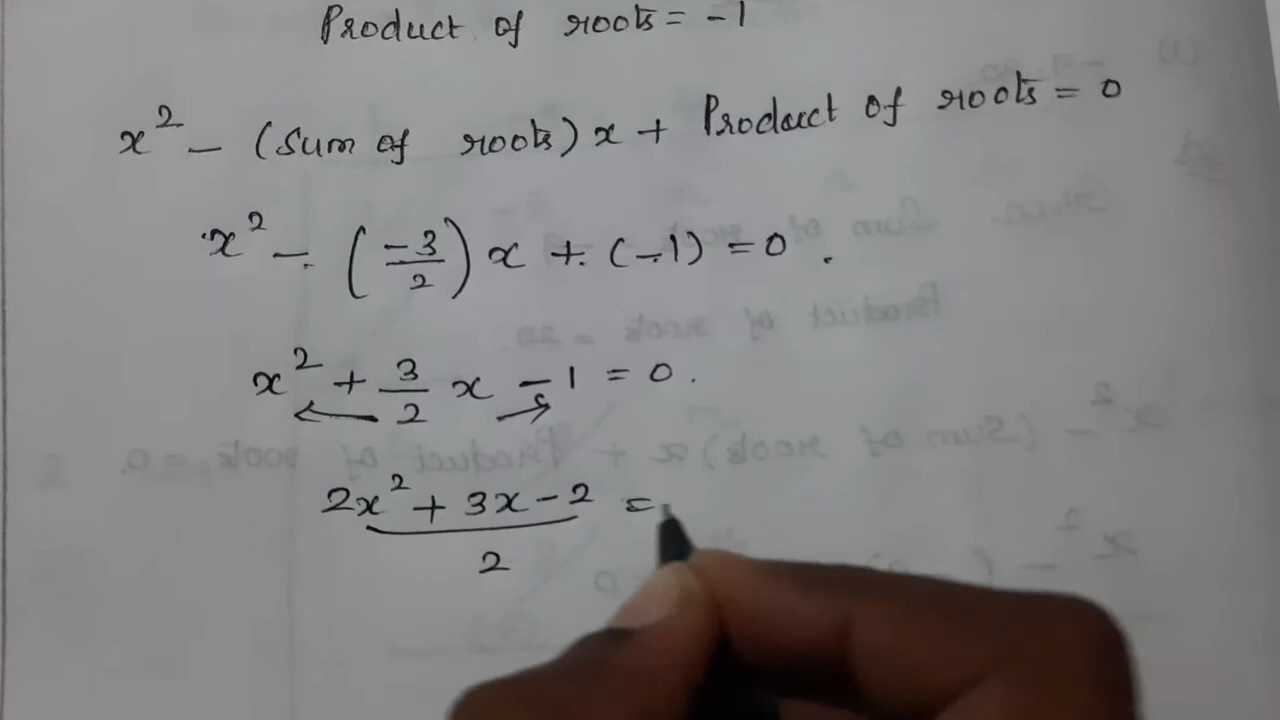 Product of roots = -1
x² - (Sum of roots) x + Product of roots = 0
x² - (-3/2) x + (-1) = 0.
x² + 3/2 x - 1 = 0.
2x² + 3x - 2 =
2